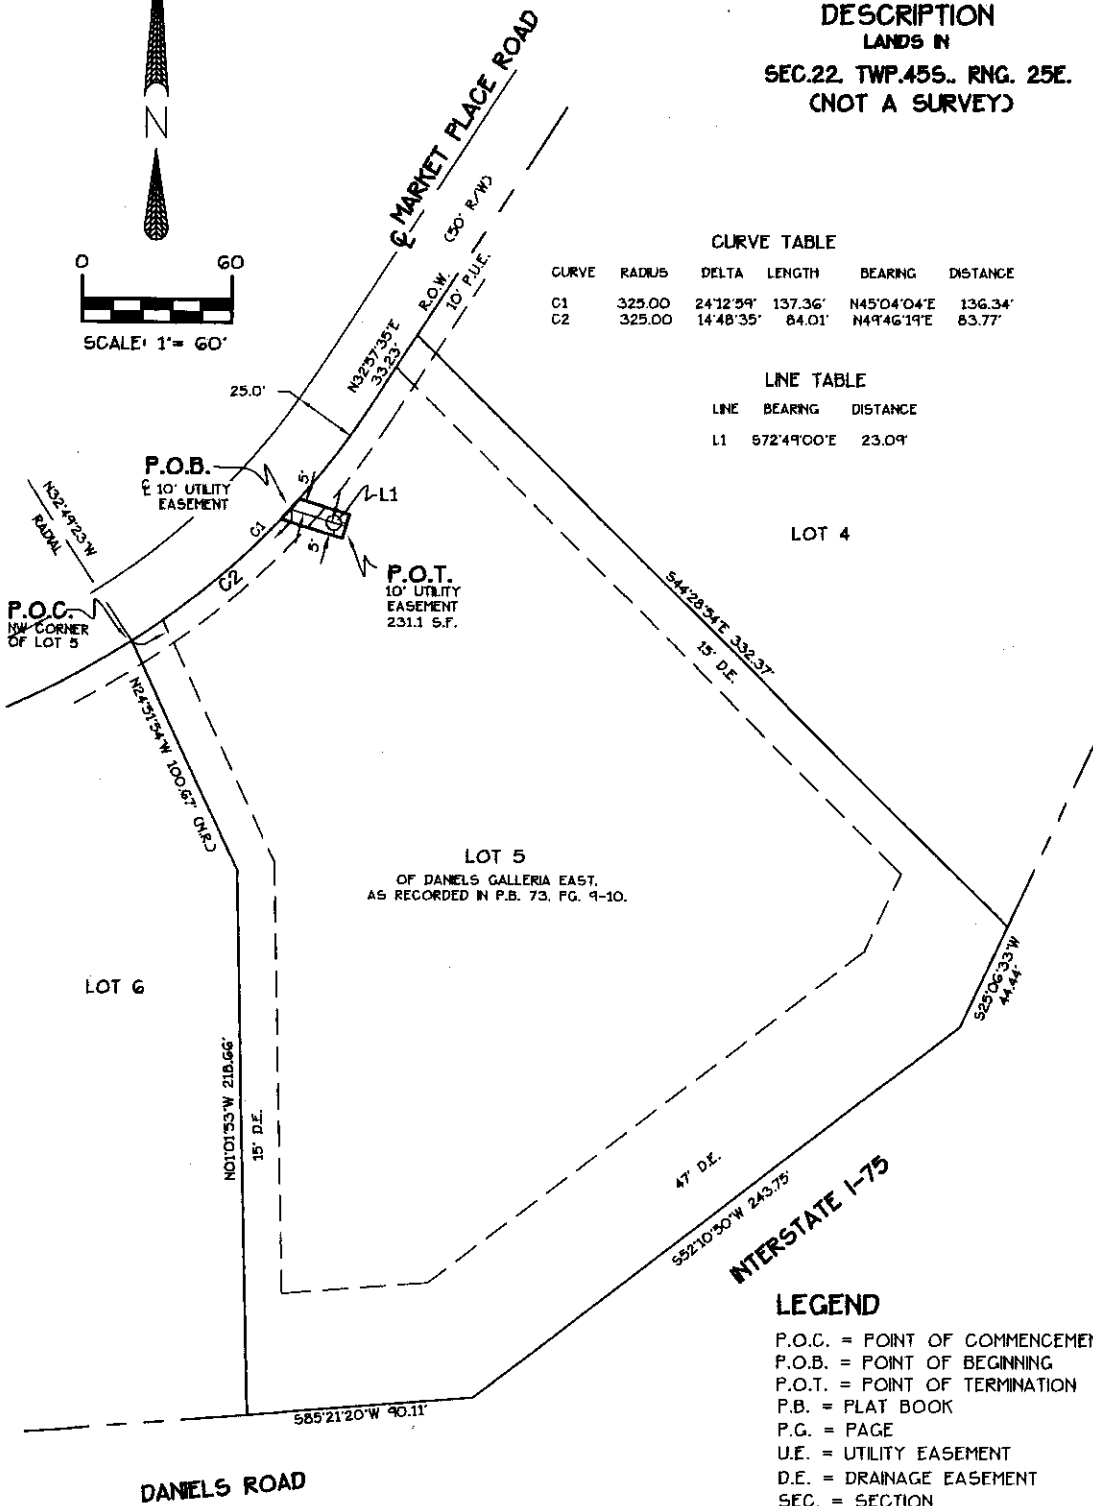 DESCRIPTION
LANDS IN
SEC.22 TWP.45S., RNG. 25E.
(NOT A SURVEY)
N
0 60
SCALE: 1"= 60'
℄ MARKET PLACE ROAD
(50' R/W)
R.O.W.
10' P.U.E.
N32°57'35"E
33.23'
25.0'
CURVE TABLE
CURVE RADIUS DELTA LENGTH BEARING DISTANCE
C1 325.00 24°12'59" 137.36' N45°04'04"E 136.34'
C2 325.00 14°48'35" 84.01' N49°46'19"E 83.77'
LINE TABLE
LINE BEARING DISTANCE
L1 S72°49'00"E 23.09'
P.O.B.
℄ 10' UTILITY
EASEMENT
5'
L1
C1
5'
C2
N32°49'23"W
RADIAL
P.O.T.
10' UTILITY
EASEMENT
231.1 S.F.
P.O.C.
NW CORNER
OF LOT 5
LOT 4
S44°28'54"E 332.37'
15' D.E.
N24°51'54"W 100.67' (N.R.)
LOT 5
OF DANIELS GALLERIA EAST,
AS RECORDED IN P.B. 73, PG. 9-10.
LOT 6
S25°06'33"W
44.44'
N01°01'53"W 218.66'
15' D.E.
47' D.E.
S52°10'50"W 243.75'
INTERSTATE I-75
S85°21'20"W 90.11'
DANIELS ROAD
LEGEND
P.O.C. = POINT OF COMMENCEMEN
P.O.B. = POINT OF BEGINNING
P.O.T. = POINT OF TERMINATION
P.B. = PLAT BOOK
P.G. = PAGE
U.E. = UTILITY EASEMENT
D.E. = DRAINAGE EASEMENT
SEC. = SECTION